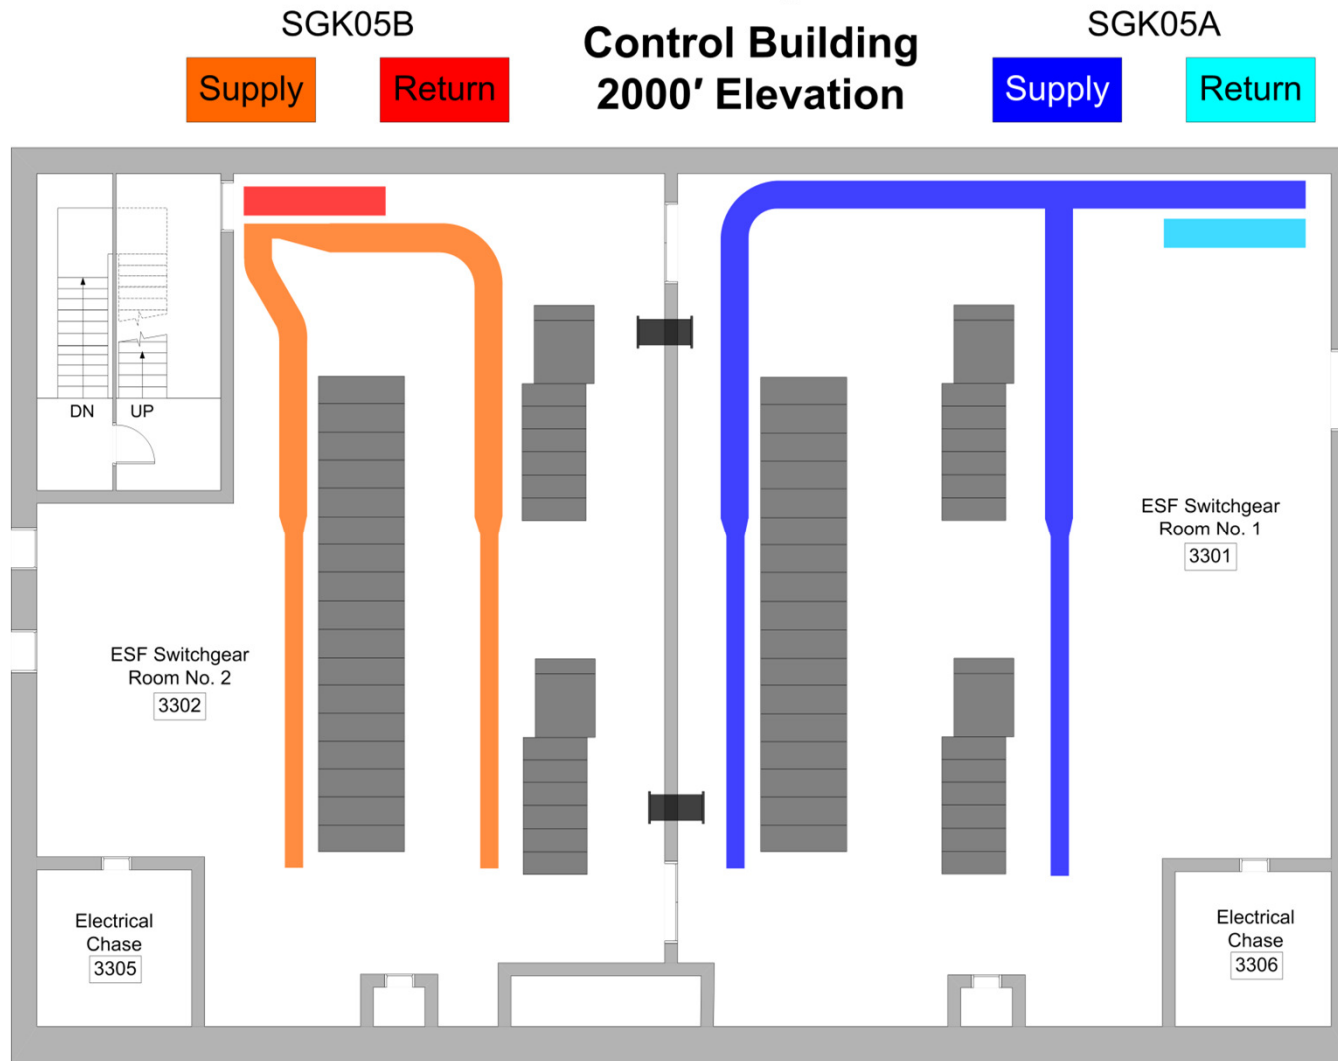 SGK05B
Control Building
2000' Elevation
SGK05A
Supply
Return
Supply
Return
DN
UP
ESF Switchgear
Room No. 1
3301
ESF Switchgear
Room No. 2
3302
Electrical
Chase
3305
Electrical
Chase
3306